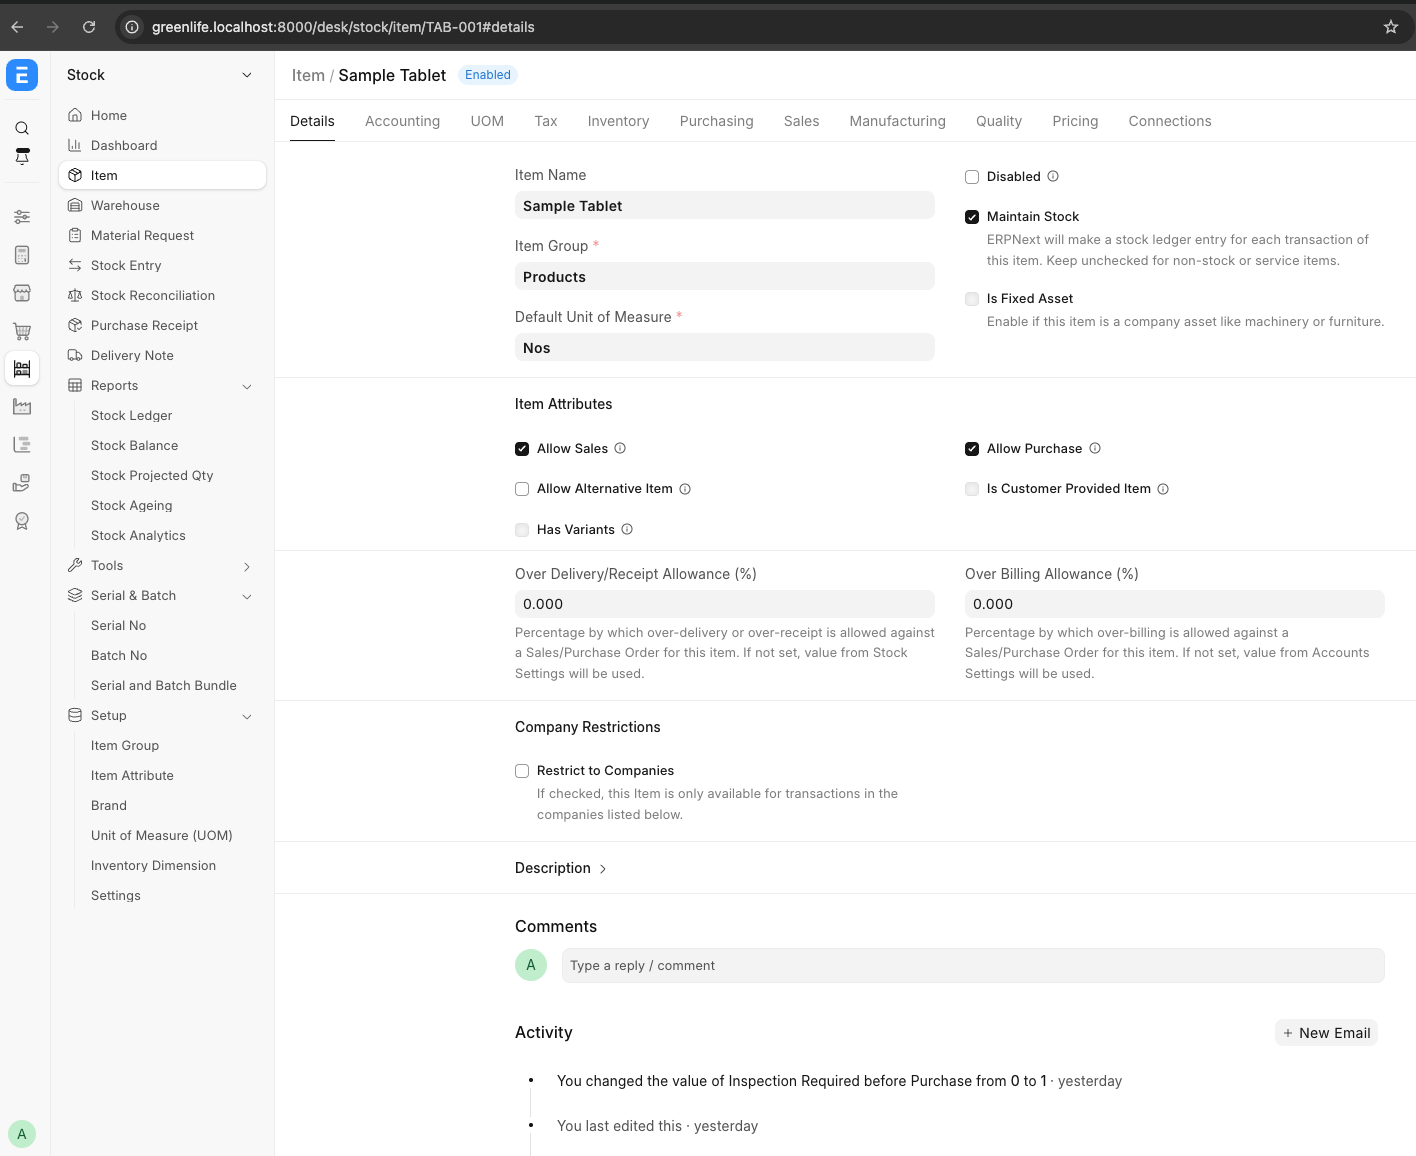 greenlife.localhost:8000/desk/stock/item/TAB-001#details
E
Stock
Home
Dashboard
Item
Warehouse
Material Request
Stock Entry
Stock Reconciliation
Purchase Receipt
Delivery Note
Reports
Stock Ledger
Stock Balance
Stock Projected Qty
Stock Ageing
Stock Analytics
Tools
Serial & Batch
Serial No
Batch No
Serial and Batch Bundle
Setup
Item Group
Item Attribute
Brand
Unit of Measure (UOM)
Inventory Dimension
Settings
A
Item / Sample Tablet Enabled
Details Accounting UOM Tax Inventory Purchasing Sales Manufacturing Quality Pricing Connections
Item Name
Sample Tablet
Item Group *
Products
Default Unit of Measure *
Nos
Disabled
Maintain Stock
ERPNext will make a stock ledger entry for each transaction of
this item. Keep unchecked for non-stock or service items.
Is Fixed Asset
Enable if this item is a company asset like machinery or furniture.
Item Attributes
Allow Sales
Allow Alternative Item
Has Variants
Allow Purchase
Is Customer Provided Item
Over Delivery/Receipt Allowance (%)
0.000
Percentage by which over-delivery or over-receipt is allowed against
a Sales/Purchase Order for this item. If not set, value from Stock
Settings will be used.
Over Billing Allowance (%)
0.000
Percentage by which over-billing is allowed against a
Sales/Purchase Order for this item. If not set, value from Accounts
Settings will be used.
Company Restrictions
Restrict to Companies
If checked, this Item is only available for transactions in the
companies listed below.
Description
Comments
A
Type a reply / comment
Activity
+ New Email
You changed the value of Inspection Required before Purchase from 0 to 1 · yesterday
You last edited this · yesterday